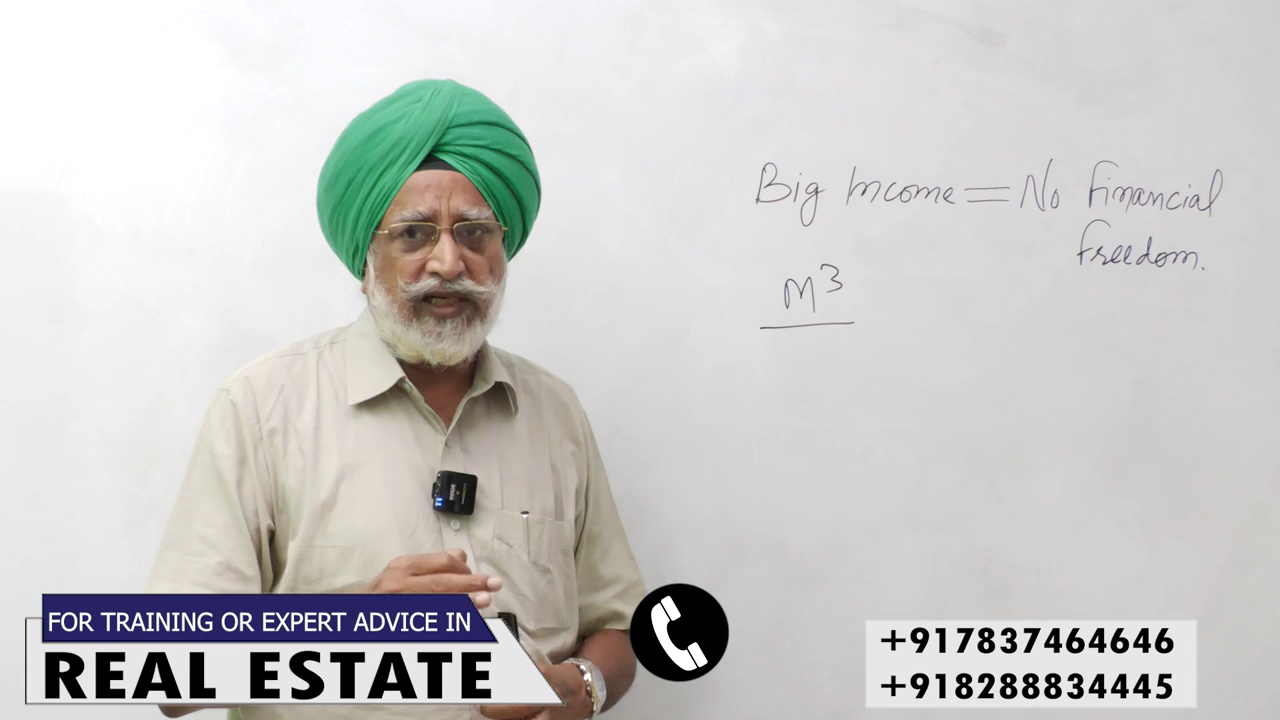 Big Income = No Financial
Freedom.
M³
FOR TRAINING OR EXPERT ADVICE IN
REAL ESTATE
+917837464646
+918288834445